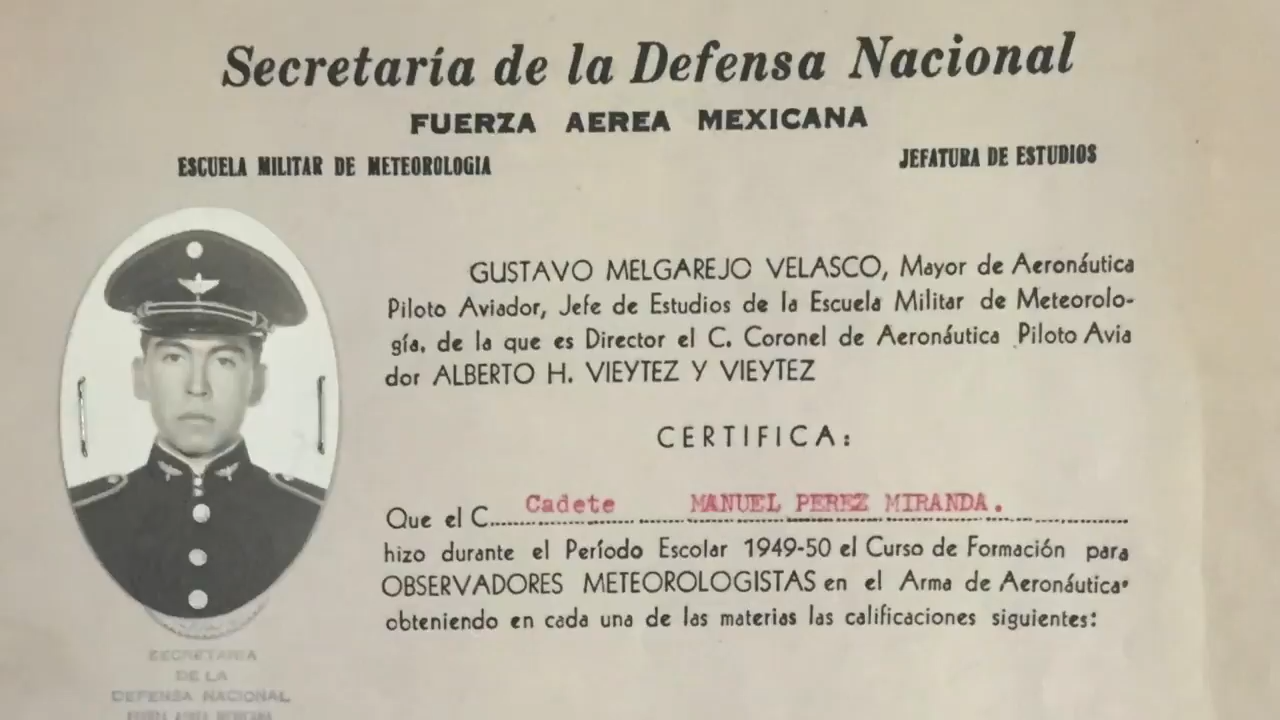 Secretaría de la Defensa Nacional
FUERZA AEREA MEXICANA
ESCUELA MILITAR DE METEOROLOGIA
JEFATURA DE ESTUDIOS
GUSTAVO MELGAREJO VELASCO, Mayor de Aeronáutica
Piloto Aviador, Jefe de Estudios de la Escuela Militar de Meteorolo-
gía, de la que es Director el C. Coronel de Aeronáutica Piloto Avia
dor ALBERTO H. VIEYTEZ Y VIEYTEZ
CERTIFICA:
Que el C. Cadete MANUEL PEREZ MIRANDA.
hizo durante el Período Escolar 1949-50 el Curso de Formación para
OBSERVADORES METEOROLOGISTAS en el Arma de Aeronáutica
obteniendo en cada una de las materias las calificaciones siguientes:
SECRETARIA
DE LA
DEFENSA NACIONAL